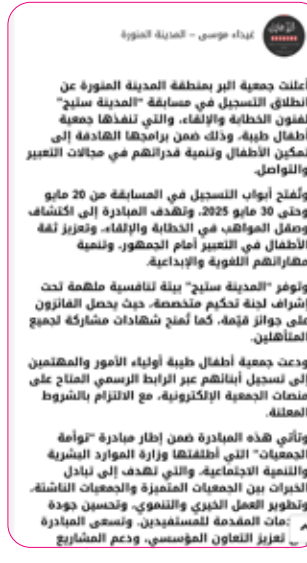 غيداء موسى – المدينة المنورة
أعلنت جمعية البر بمنطقة المدينة المنورة عن
انطلاق التسجيل في مسابقة "المدينة ستيج"
لفنون الخطابة والإلقاء، والتي تنفذها جمعية
أطفال طيبة، وذلك ضمن برامجها الهادفة إلى
تمكين الأطفال وتنمية قدراتهم في مجالات التعبير
والتواصل.
وتُفتح أبواب التسجيل في المسابقة من 20 مايو
وحتى 30 مايو 2025، وتهدف المبادرة إلى اكتشاف
وصقل المواهب في الخطابة والإلقاء، وتعزيز ثقة
الأطفال في التعبير أمام الجمهور، وتنمية
مهاراتهم اللغوية والإبداعية.
وتوفر "المدينة ستيج" بيئة تنافسية ملهمة تحت
إشراف لجنة تحكيم متخصصة، حيث يحصل الفائزون
على جوائز قيّمة، كما تُمنح شهادات مشاركة لجميع
المتأهلين.
ودعت جمعية أطفال طيبة أولياء الأمور والمهتمين
إلى تسجيل أبنائهم عبر الرابط الرسمي المتاح على
منصات الجمعية الإلكترونية، مع الالتزام بالشروط
المعلنة.
وتأتي هذه المبادرة ضمن إطار مبادرة "توأمة
الجمعيات" التي أطلقتها وزارة الموارد البشرية
والتنمية الاجتماعية، والتي تهدف إلى تبادل
الخبرات بين الجمعيات المتميزة والجمعيات الناشئة،
وتطوير العمل الخيري والتنموي، وتحسين جودة
المقدمة للمستفيدين. وتسعى المبادرة
تعزيز التعاون المؤسسي، ودعم المشاريع